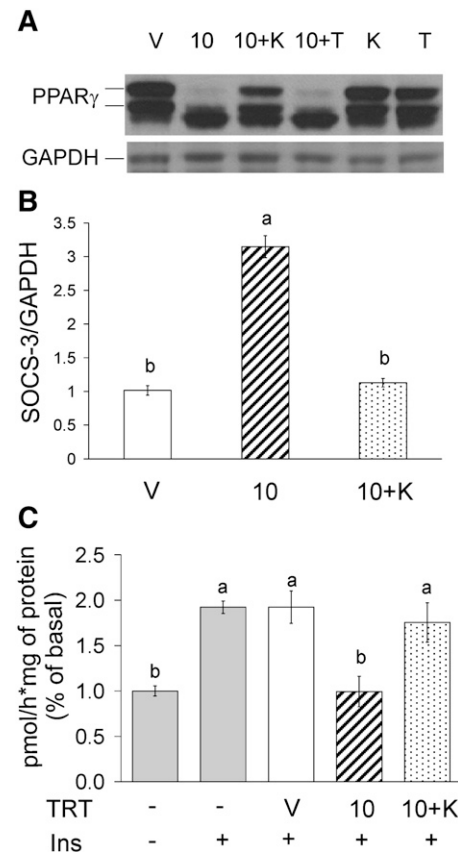 A
V 10 10+K 10+T K T
PPARγ
GAPDH
B
SOCS-3/GAPDH
3.5
3
2.5
2
1.5
1
0.5
0
b
a
b
V 10 10+K
C
pmol/h*mg of protein
(% of basal)
2.5
2.0
1.5
1.0
0.5
0.0
b
a
a
b
a
TRT - - V 10 10+K
Ins - + + + +